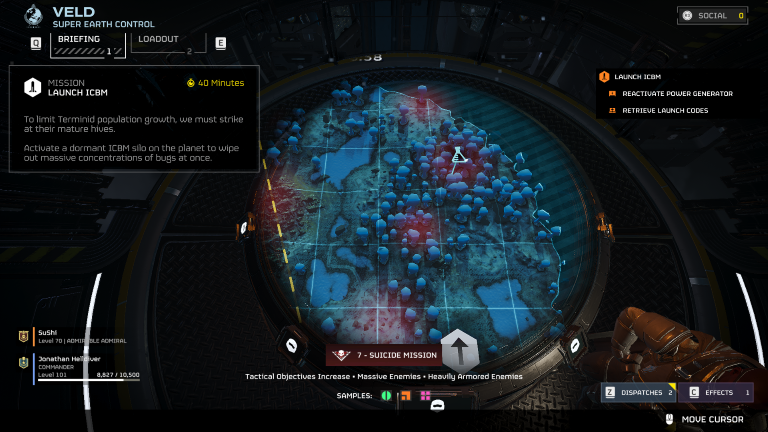 VELD
SUPER EARTH CONTROL
Q
BRIEFING
1
LOADOUT
2
E
SOCIAL 0
MISSION
LAUNCH ICBM
40 Minutes
To limit Terminid population growth, we must strike
at their mature hives.
Activate a dormant ICBM silo on the planet to wipe
out massive concentrations of bugs at once.
LAUNCH ICBM
REACTIVATE POWER GENERATOR
RETRIEVE LAUNCH CODES
SuShi
Level 70 | ADMIRABLE ADMIRAL
Jonathan Helldiver
COMMANDER
Level 101 8,827 / 10,500
7 - SUICIDE MISSION
Tactical Objectives Increase • Massive Enemies • Heavily Armored Enemies
SAMPLES:
Z DISPATCHES 2
C EFFECTS 1
MOVE CURSOR